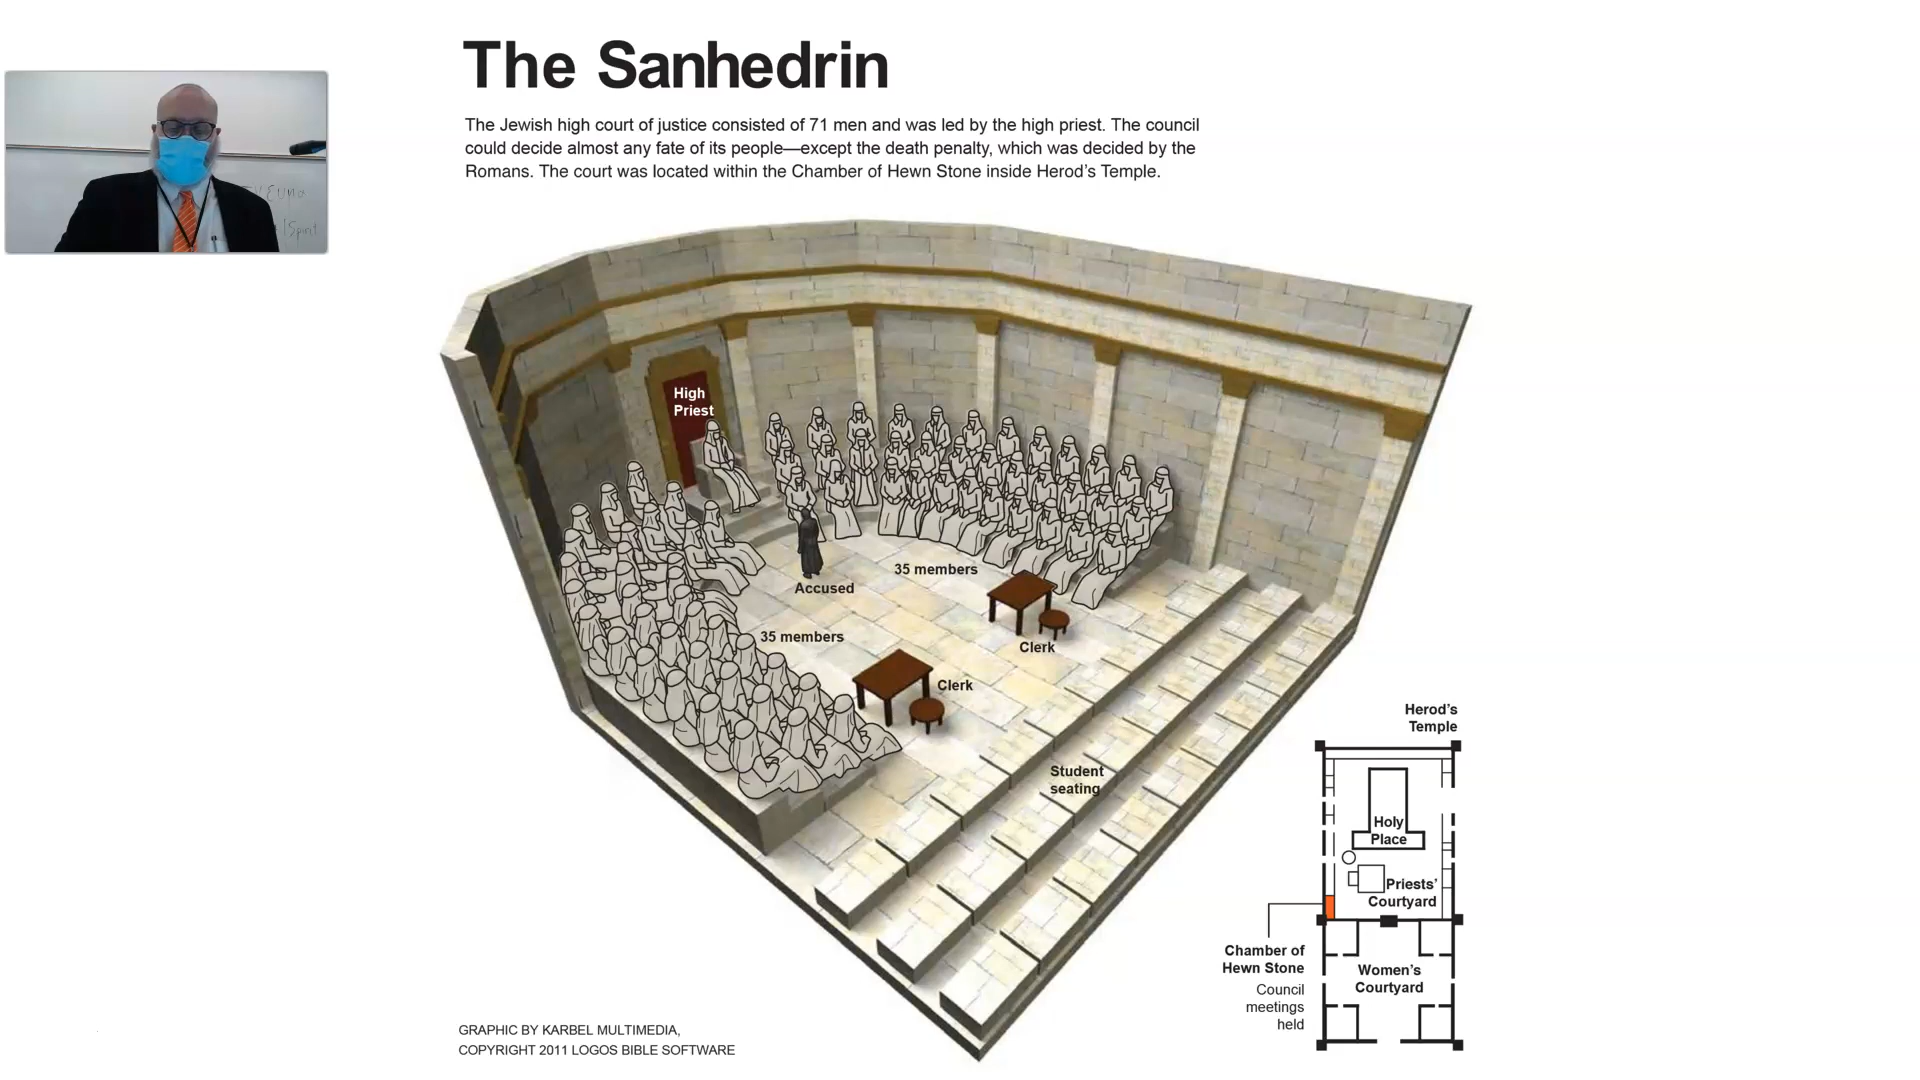 The Sanhedrin
The Jewish high court of justice consisted of 71 men and was led by the high priest. The council
could decide almost any fate of its people—except the death penalty, which was decided by the
Romans. The court was located within the Chamber of Hewn Stone inside Herod's Temple.
Spirit
High
Priest
35 members
Accused
35 members
Clerk
Clerk
Student
seating
Herod's
Temple
Holy
Place
Priests'
Courtyard
Chamber of
Hewn Stone
Council
meetings
held
Women's
Courtyard
GRAPHIC BY KARBEL MULTIMEDIA,
COPYRIGHT 2011 LOGOS BIBLE SOFTWARE